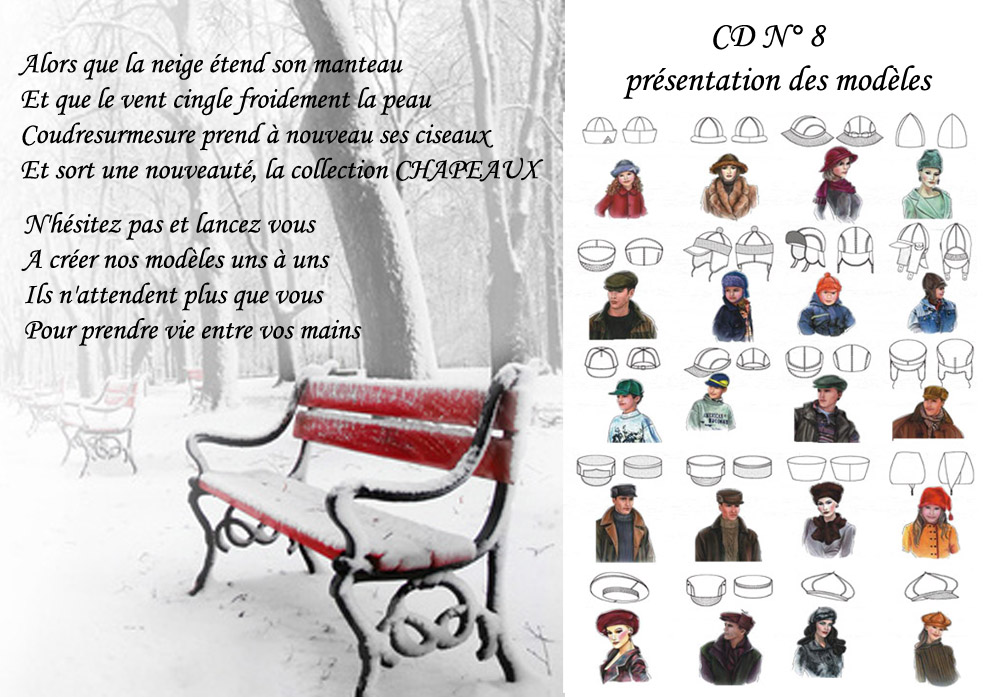 Alors que la neige étend son manteau
Et que le vent cingle froidement la peau
Coudresurmesure prend à nouveau ses ciseaux
Et sort une nouveauté, la collection CHAPEAUX
N'hésitez pas et lancez vous
A créer nos modèles uns à uns
Ils n'attendent plus que vous
Pour prendre vie entre vos mains
CD N° 8
présentation des modèles